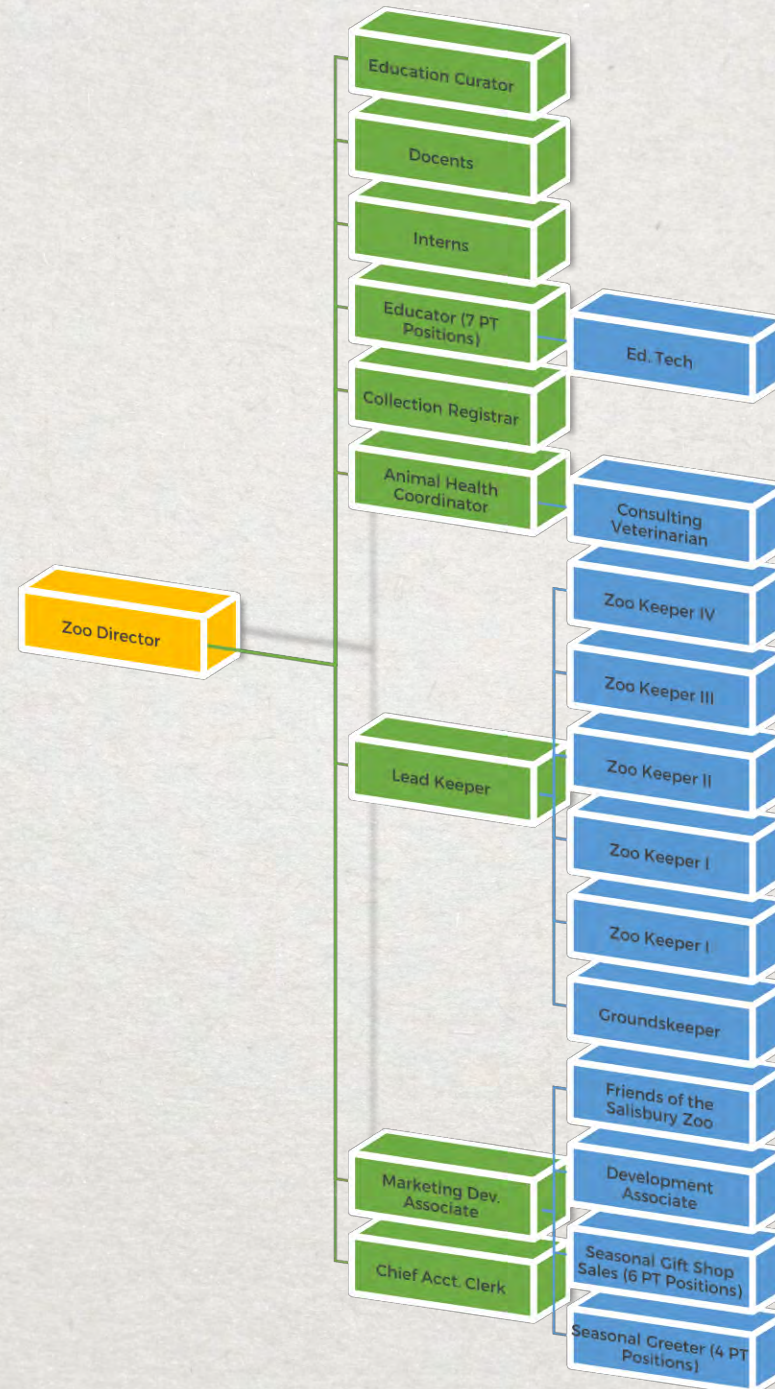 Education Curator
Docents
Interns
Educator (7 PT
Positions)
Ed. Tech
Collection Registrar
Animal Health
Coordinator
Consulting
Veterinarian
Zoo Director
Lead Keeper
Zoo Keeper IV
Zoo Keeper III
Zoo Keeper II
Zoo Keeper I
Zoo Keeper I
Groundskeeper
Marketing Dev.
Associate
Friends of the
Salisbury Zoo
Development
Associate
Seasonal Gift Shop
Sales (6 PT Positions)
Seasonal Greeter (4 PT
Positions)
Chief Acct. Clerk